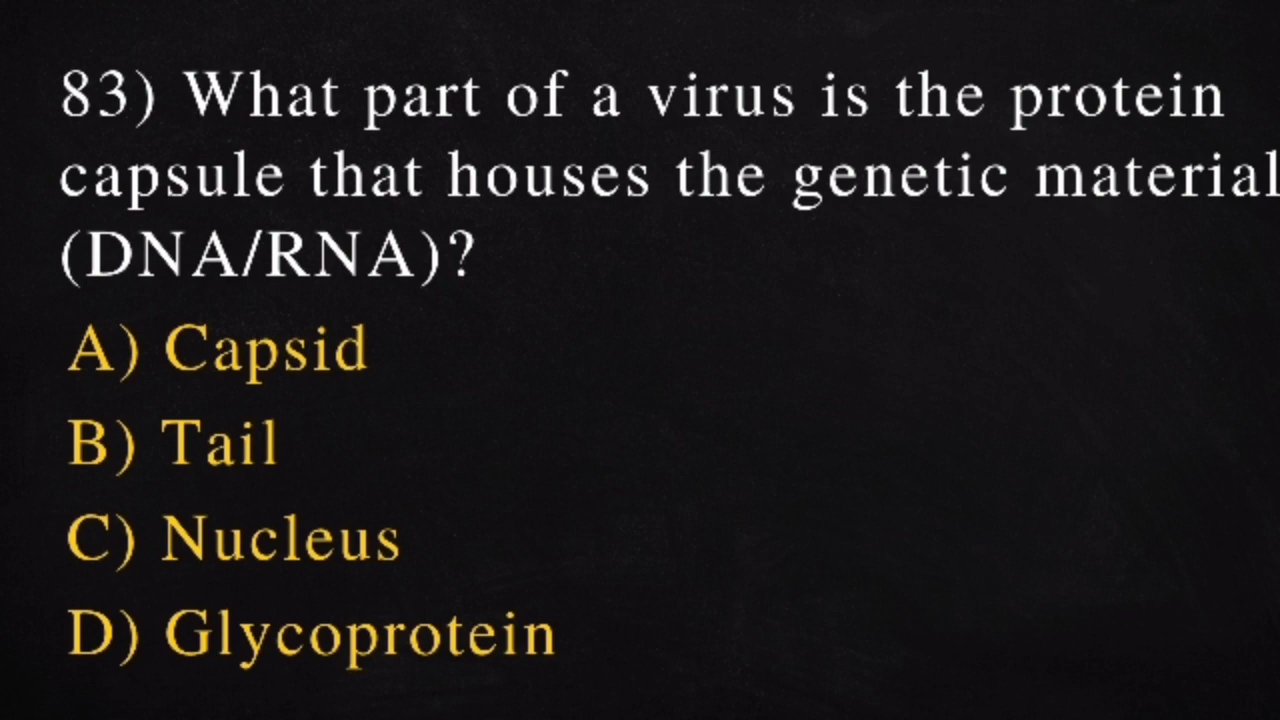 83) What part of a virus is the protein
capsule that houses the genetic material
(DNA/RNA)?
A) Capsid
B) Tail
C) Nucleus
D) Glycoprotein